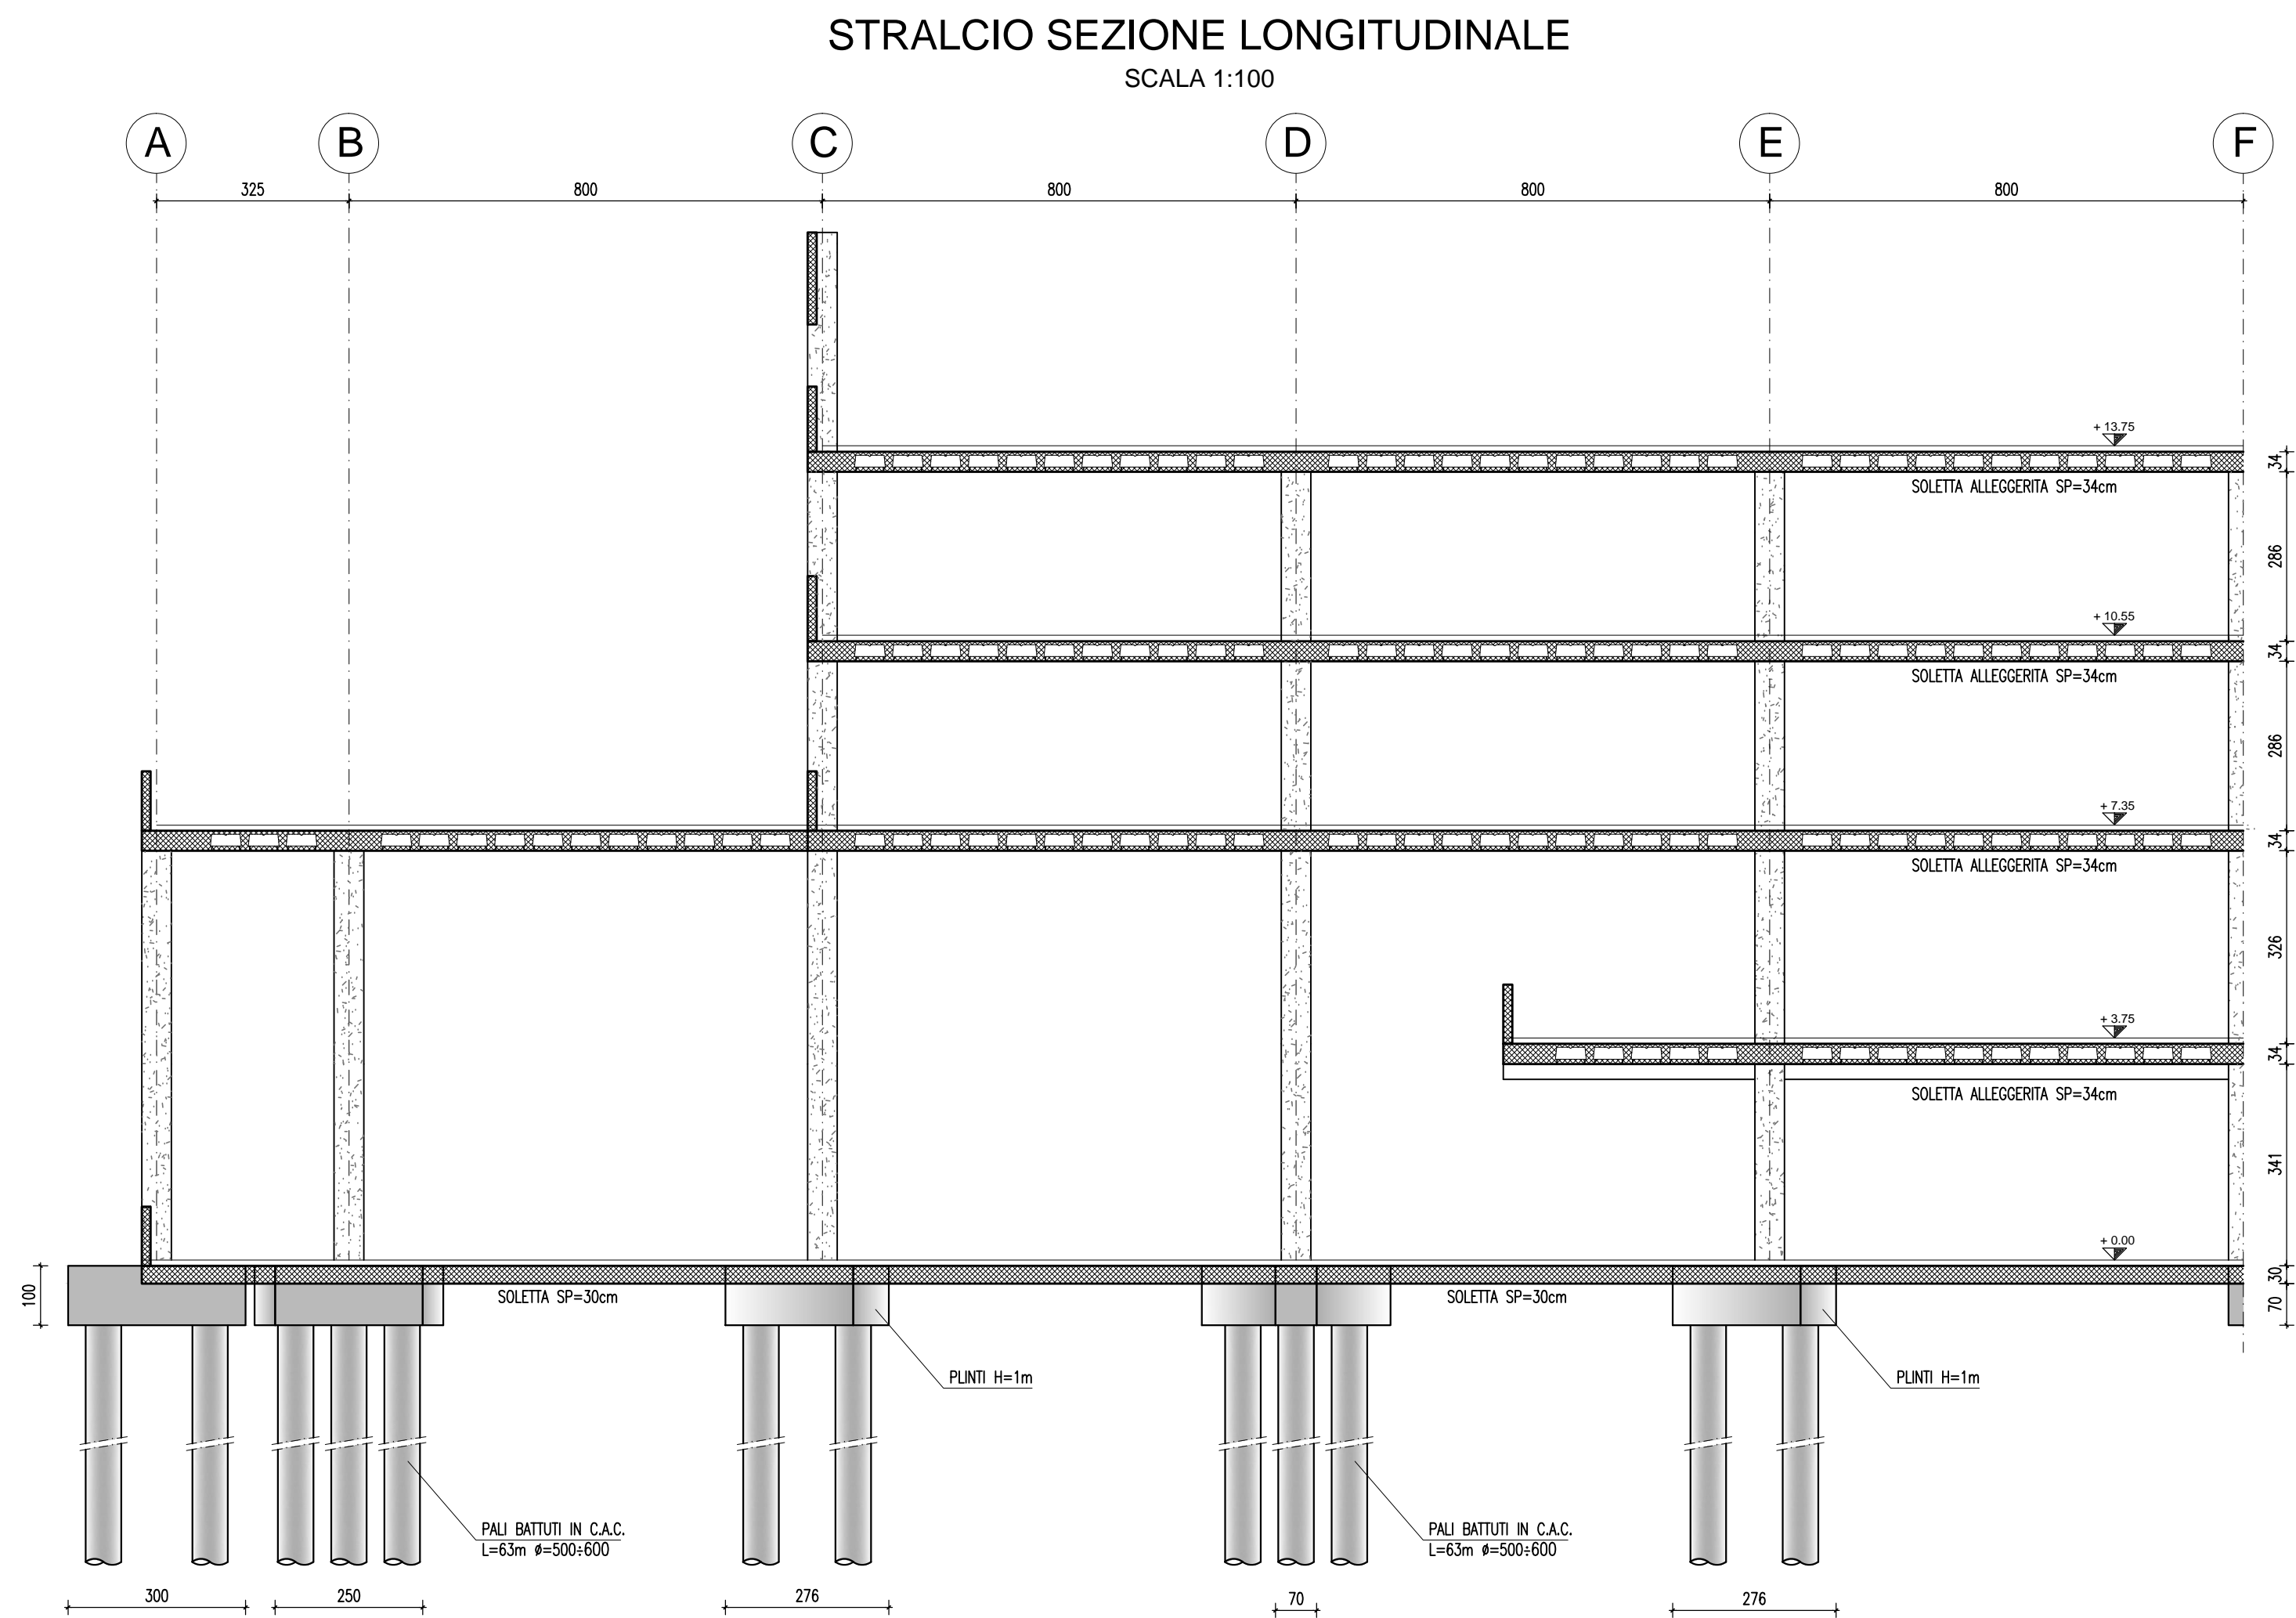 STRALCIO SEZIONE LONGITUDINALE
SCALA 1:100
A B C D E F
325 800 800 800 800
+ 13.75
34
SOLETTA ALLEGGERITA SP=34cm
286
+ 10.55
34
SOLETTA ALLEGGERITA SP=34cm
286
+ 7.35
34
SOLETTA ALLEGGERITA SP=34cm
326
+ 3.75
34
SOLETTA ALLEGGERITA SP=34cm
341
+ 0.00
30
100
SOLETTA SP=30cm
SOLETTA SP=30cm
70
PLINTI H=1m
PLINTI H=1m
PALI BATTUTI IN C.A.C.
L=63m ø=500÷600
PALI BATTUTI IN C.A.C.
L=63m ø=500÷600
300 250 276 70 276